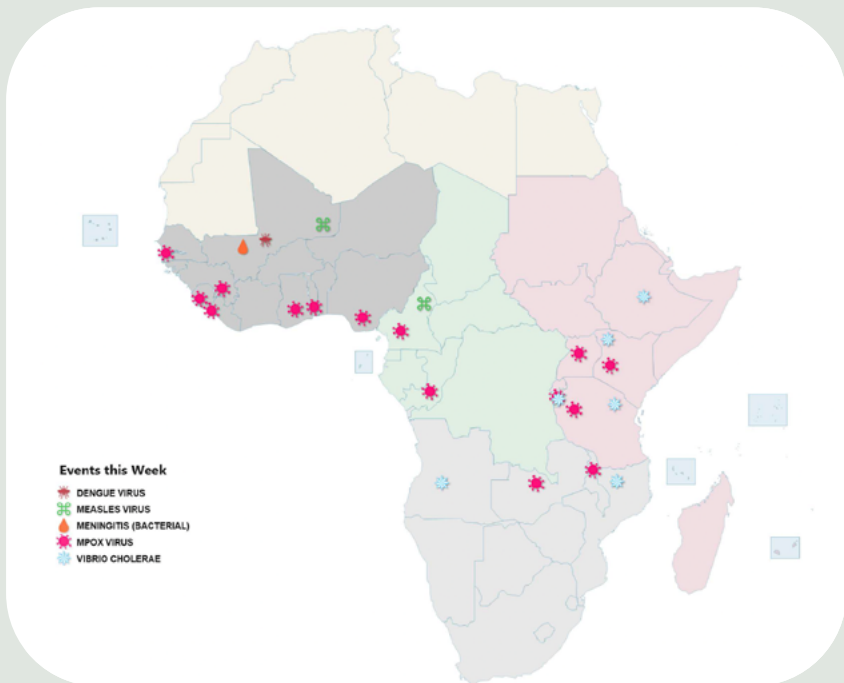 Events this Week
DENGUE VIRUS
MEASLES VIRUS
MENINGITIS (BACTERIAL)
MPOX VIRUS
VIBRIO CHOLERAE